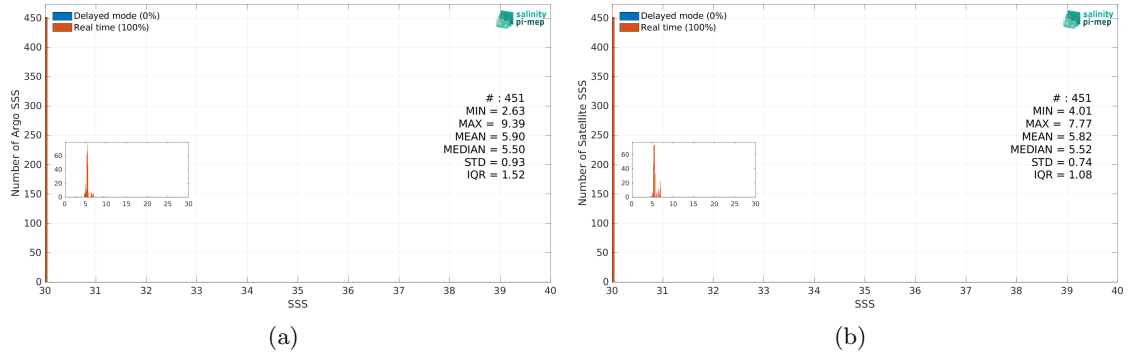 Delayed mode (0%)
Real time (100%)
salinity
pi-mep
450
400
350
300
250
200
150
100
50
0
Number of Argo SSS
# : 451
MIN = 2.63
MAX = 9.39
MEAN = 5.90
MEDIAN = 5.50
STD = 0.93
IQR = 1.52
60
40
20
0
0 5 10 15 20 25 30
30 31 32 33 34 35 36 37 38 39 40
SSS
(a)
Delayed mode (0%)
Real time (100%)
salinity
pi-mep
450
400
350
300
250
200
150
100
50
0
Number of Satellite SSS
# : 451
MIN = 4.01
MAX = 7.77
MEAN = 5.82
MEDIAN = 5.52
STD = 0.74
IQR = 1.08
60
40
20
0
0 5 10 15 20 25 30
30 31 32 33 34 35 36 37 38 39 40
SSS
(b)